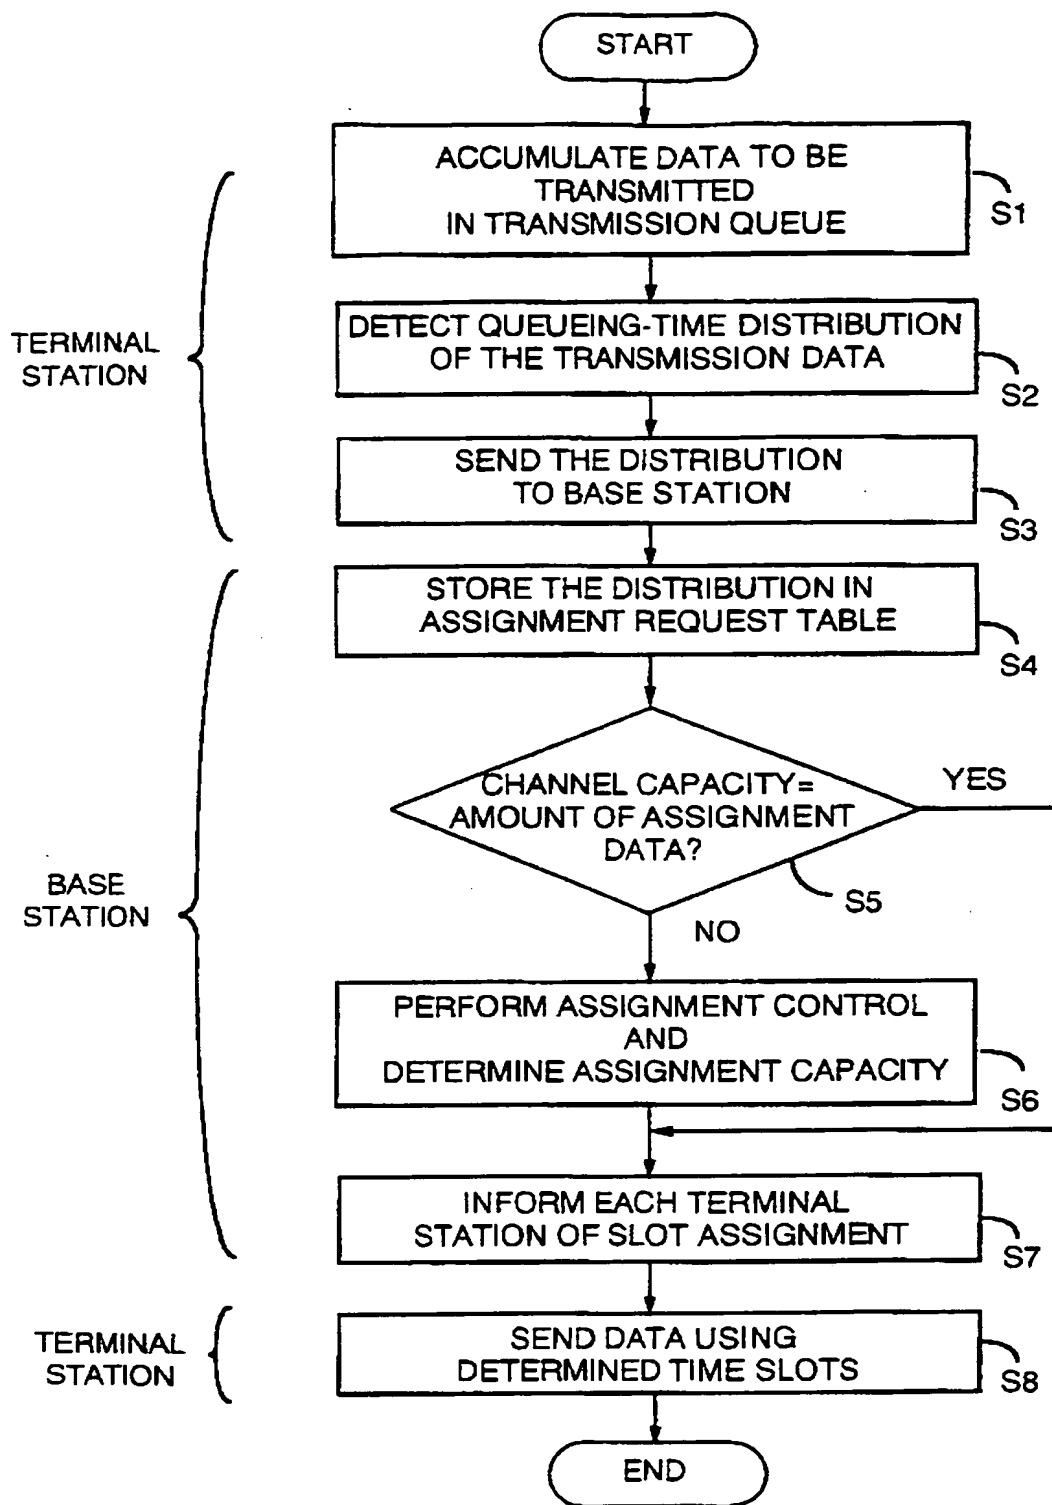 START
ACCUMULATE DATA TO BE
TRANSMITTED
IN TRANSMISSION QUEUE
S1
DETECT QUEUEING-TIME DISTRIBUTION
OF THE TRANSMISSION DATA
S2
TERMINAL
STATION
SEND THE DISTRIBUTION
TO BASE STATION
S3
STORE THE DISTRIBUTION IN
ASSIGNMENT REQUEST TABLE
S4
CHANNEL CAPACITY=
AMOUNT OF ASSIGNMENT
DATA?
YES
S5
NO
BASE
STATION
PERFORM ASSIGNMENT CONTROL
AND
DETERMINE ASSIGNMENT CAPACITY
S6
INFORM EACH TERMINAL
STATION OF SLOT ASSIGNMENT
S7
TERMINAL
STATION
SEND DATA USING
DETERMINED TIME SLOTS
S8
END